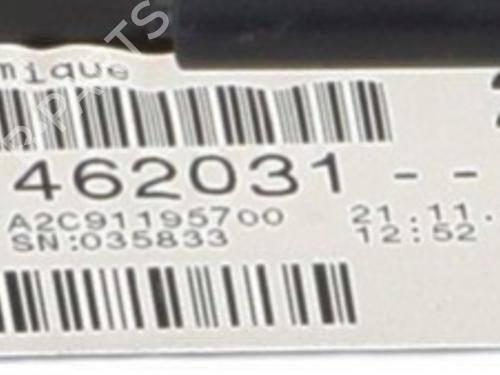 mique
462031 --
A2C91195700 21.11.
SN:035833 12:52